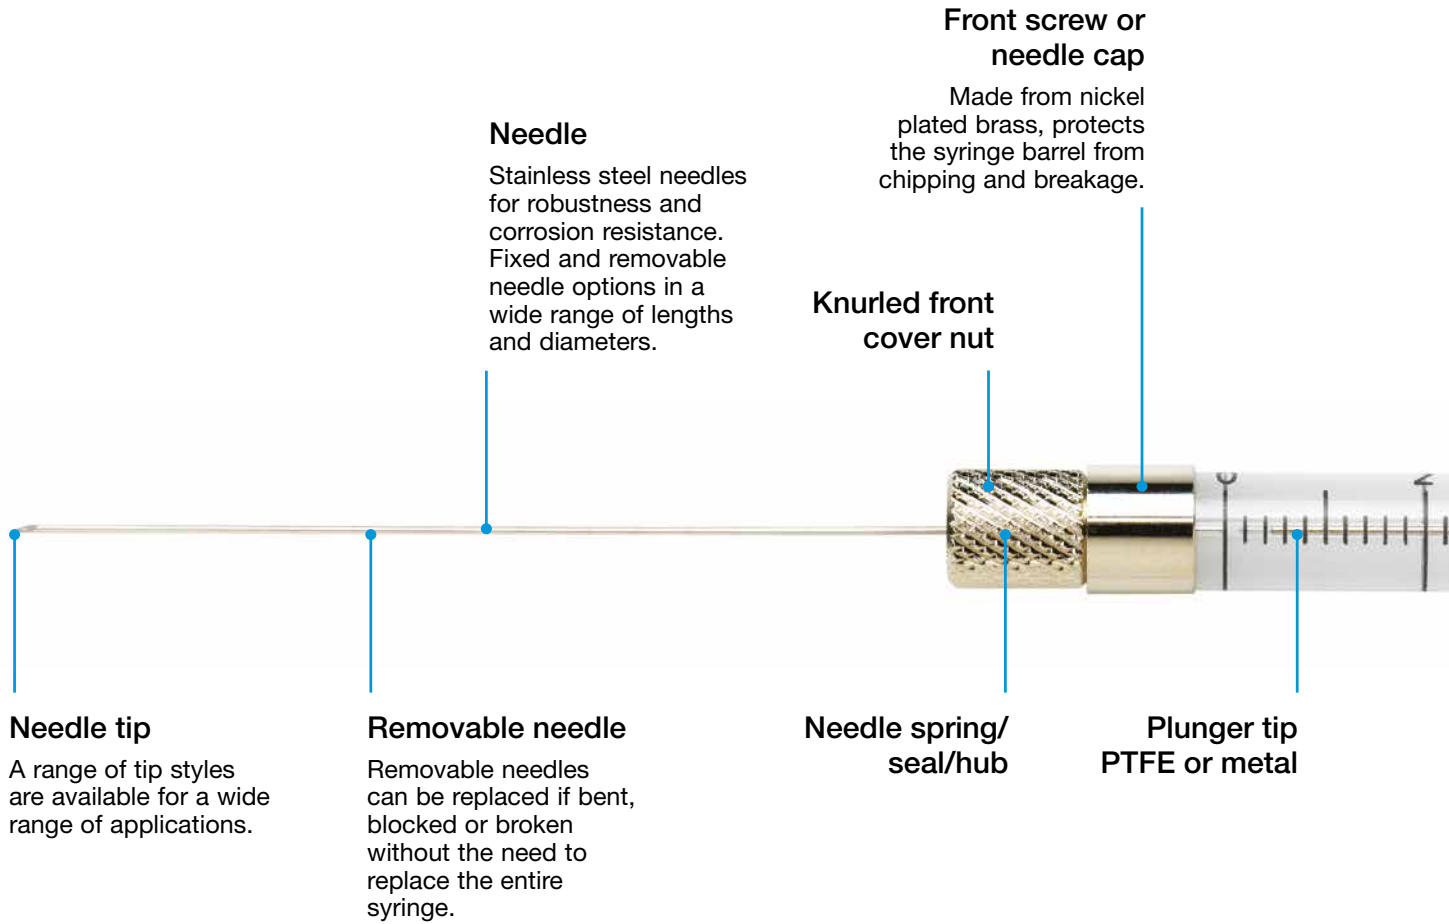 Front screw or
needle cap
Made from nickel
plated brass, protects
the syringe barrel from
chipping and breakage.
Needle
Stainless steel needles
for robustness and
corrosion resistance.
Fixed and removable
needle options in a
wide range of lengths
and diameters.
Knurled front
cover nut
0
2
Needle tip
A range of tip styles
are available for a wide
range of applications.
Removable needle
Removable needles
can be replaced if bent,
blocked or broken
without the need to
replace the entire
syringe.
Needle spring/
seal/hub
Plunger tip
PTFE or metal